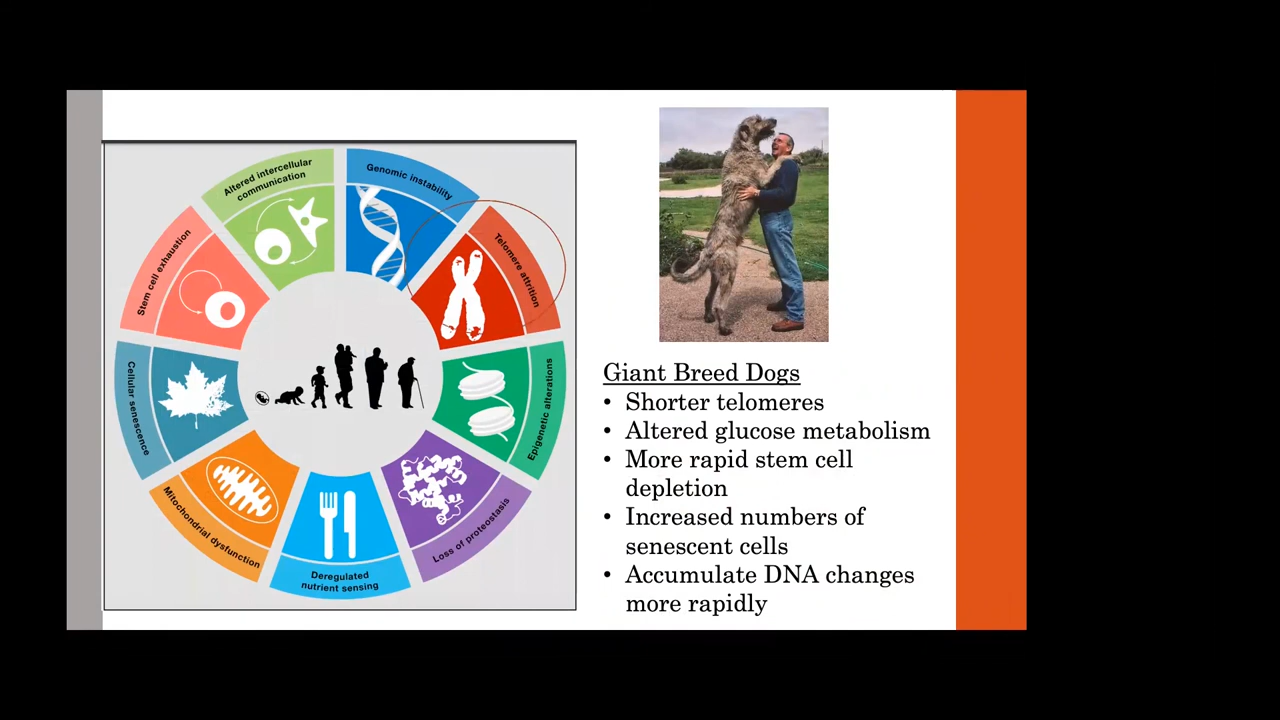 Altered intercellular
communication
Genomic instability
Telomere attrition
Epigenetic alterations
Loss of proteostasis
Deregulated
nutrient sensing
Mitochondrial dysfunction
Cellular senescence
Stem cell exhaustion
Giant Breed Dogs
• Shorter telomeres
• Altered glucose metabolism
• More rapid stem cell
depletion
• Increased numbers of
senescent cells
• Accumulate DNA changes
more rapidly